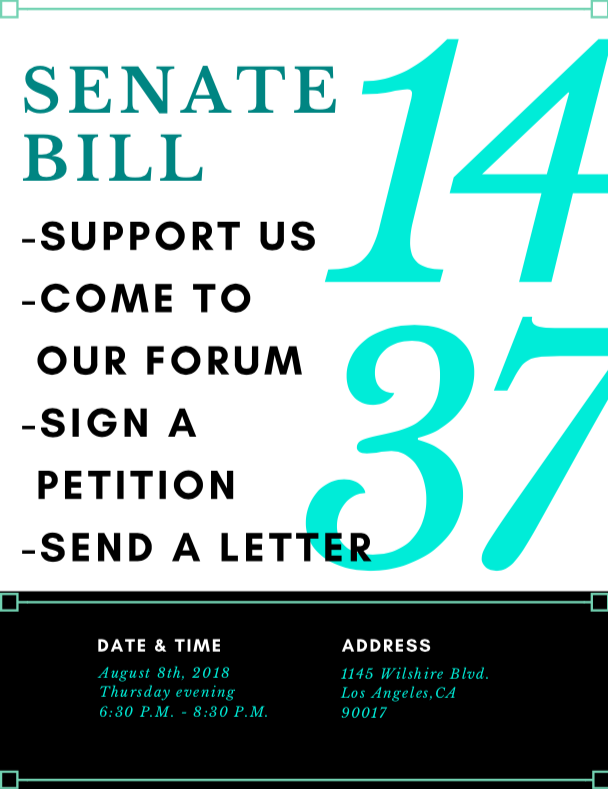 SENATE
BILL
14
37
-SUPPORT US
-COME TO
OUR FORUM
-SIGN A
PETITION
-SEND A LETTER
DATE & TIME
August 8th, 2018
Thursday evening
6:30 P.M. - 8:30 P.M.
ADDRESS
1145 Wilshire Blvd.
Los Angeles,CA
90017